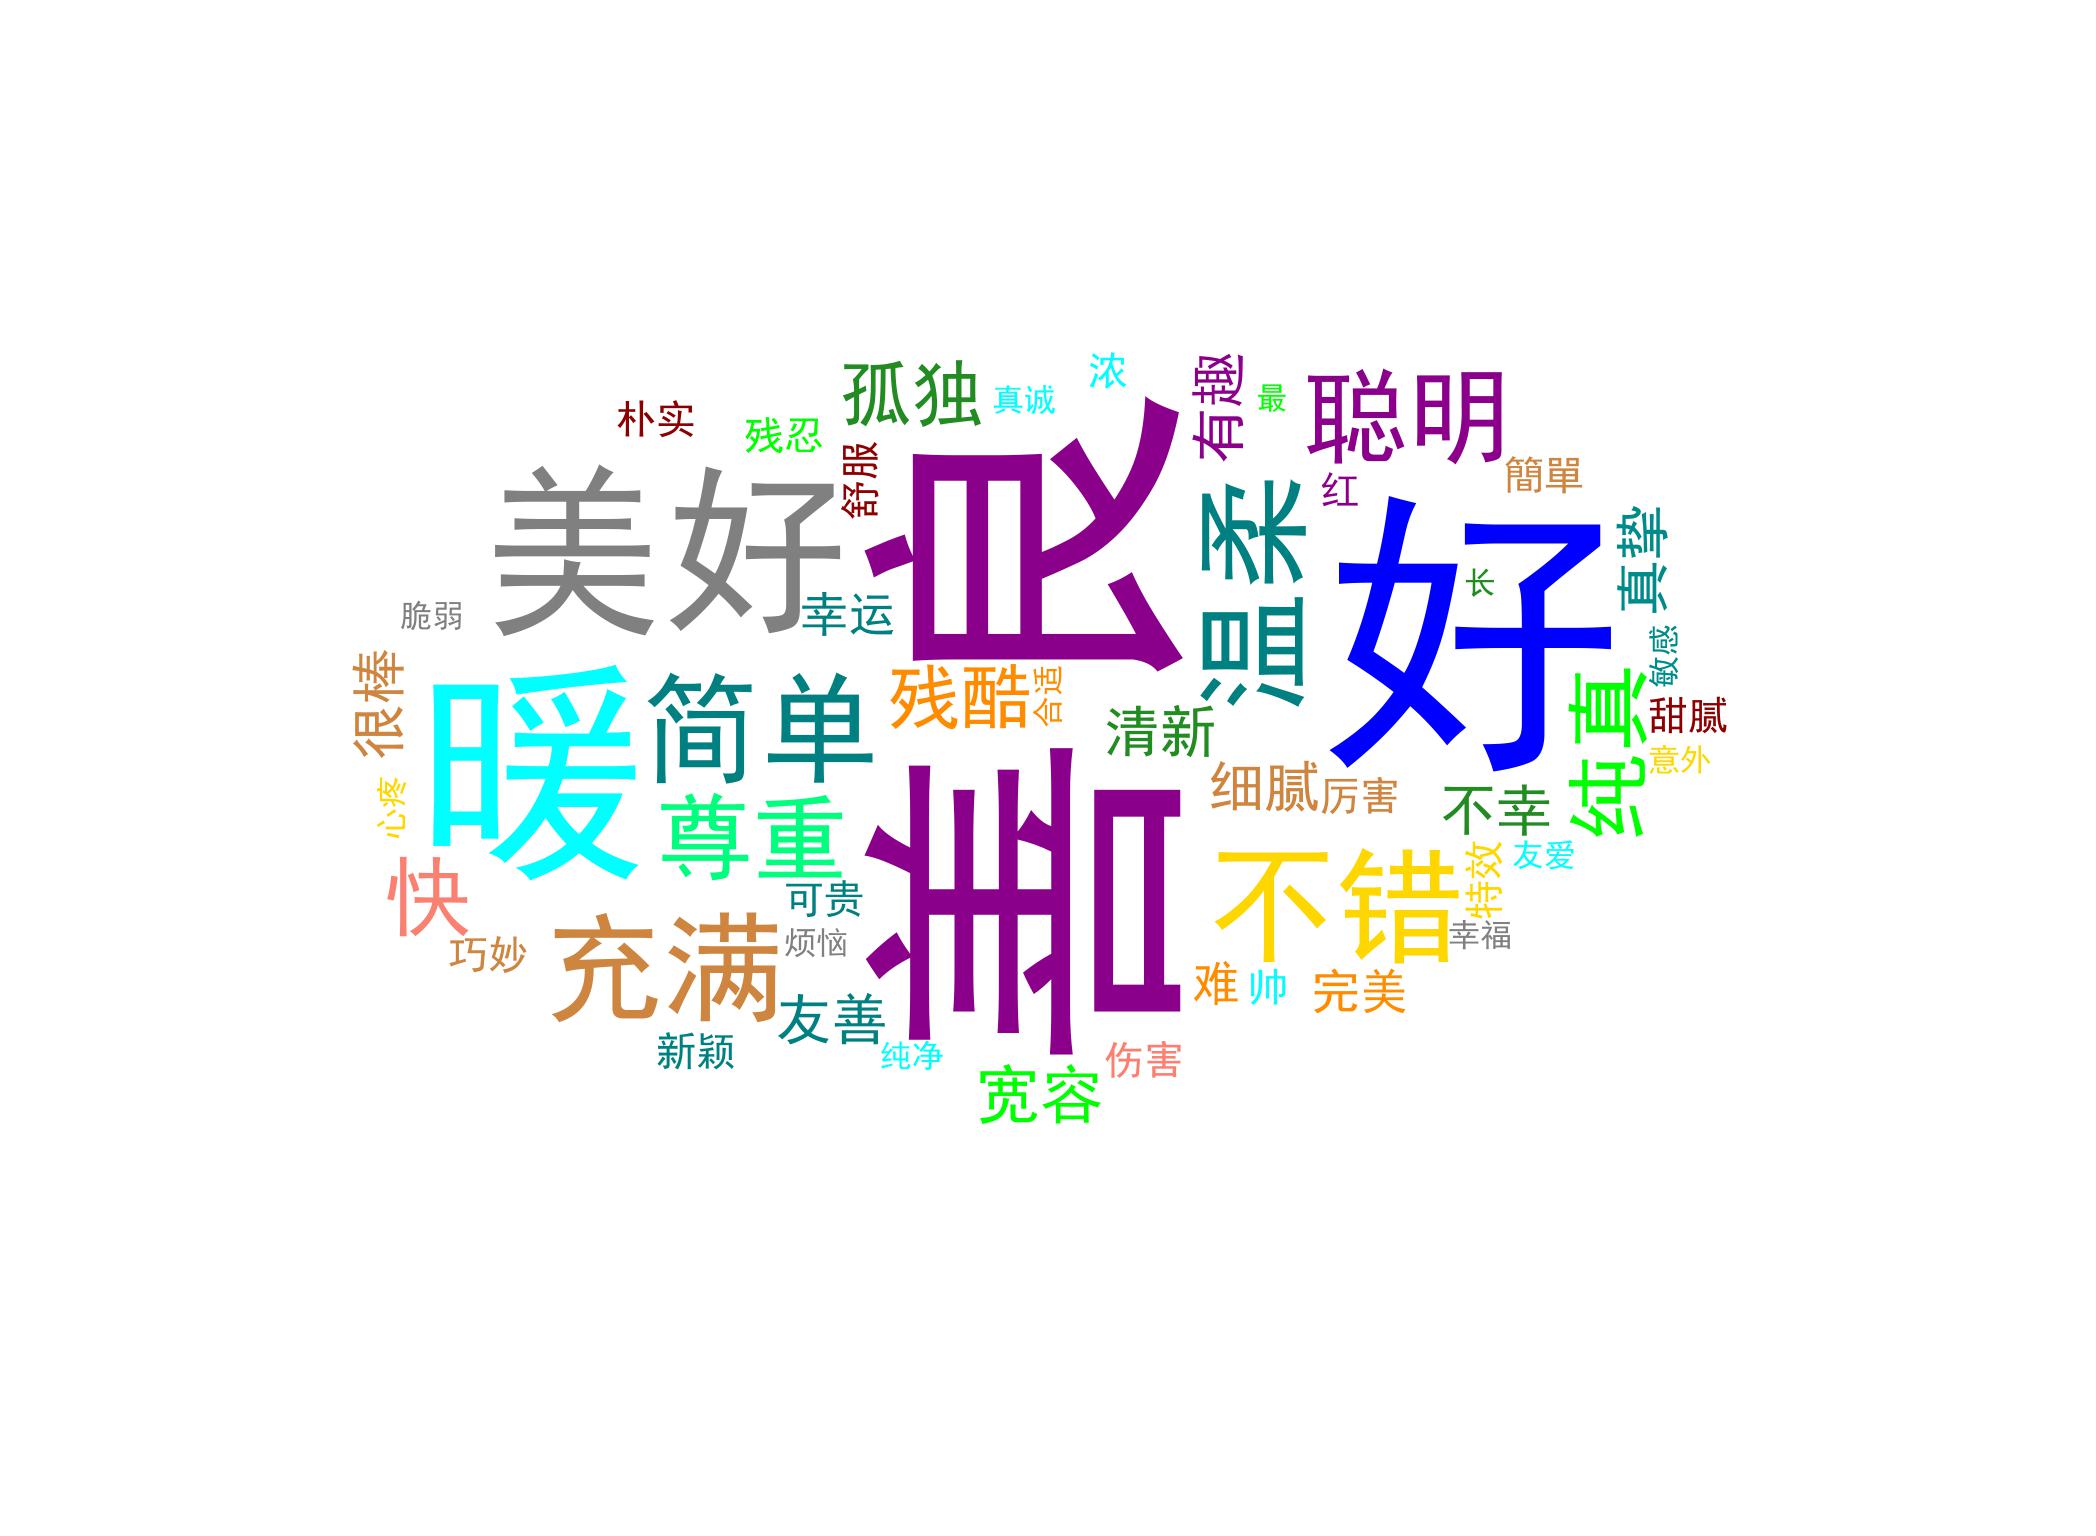 浓
有趣
最
孤独
真诚
聪明
朴实
残忍
舒服
善良
红
簡單
美好
温柔
好
真挚
长
脆弱
幸运
敏感
很棒
暖
简单
残酷
合适
清新
纯真
甜腻
意外
心疼
尊重
细腻
厉害
不幸
快
可贵
不错
特效
友爱
巧妙
充满
烦恼
幸福
友善
难
帅
完美
新颖
纯净
宽容
伤害